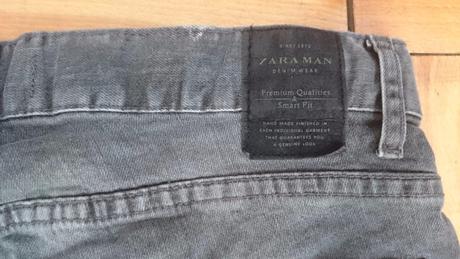 SINCE 1975
ZARA MAN
DENIM WEAR
Premium Qualities
Smart Fit
HAND MADE FINISHED IN
EACH INDIVIDUAL GARMENT
THAT GUARANTEES YOU
A GENUINE LOOK